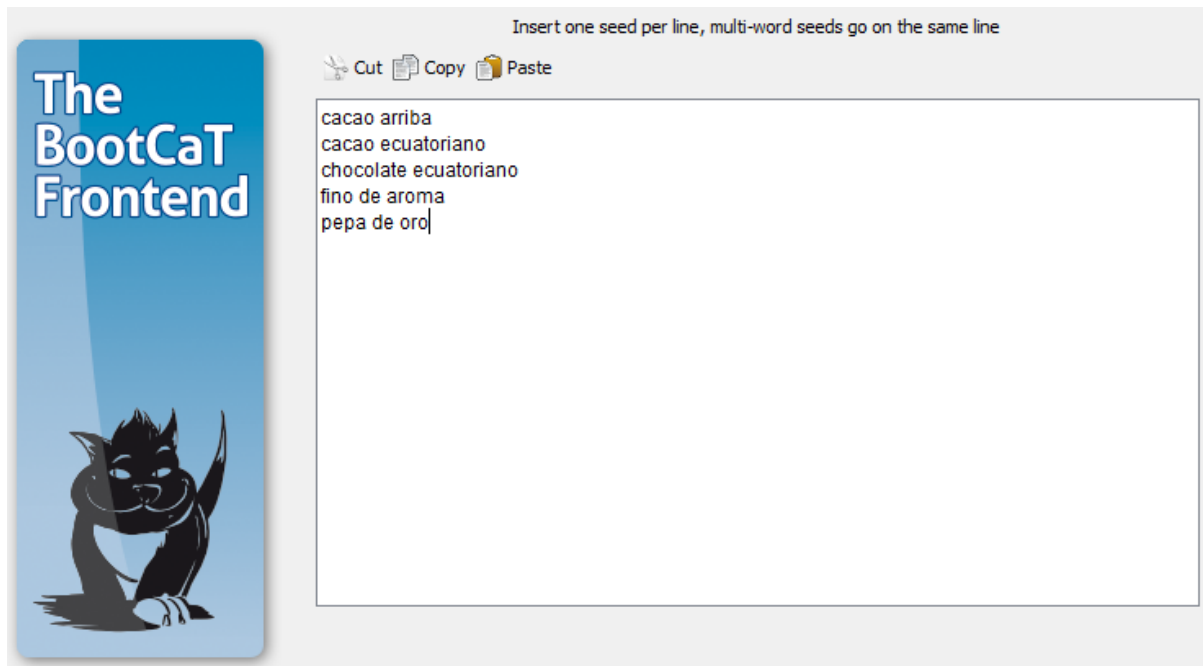 Insert one seed per line, multi-word seeds go on the same line
The
BootCaT
Frontend
Cut Copy Paste
cacao arriba
cacao ecuatoriano
chocolate ecuatoriano
fino de aroma
pepa de oro